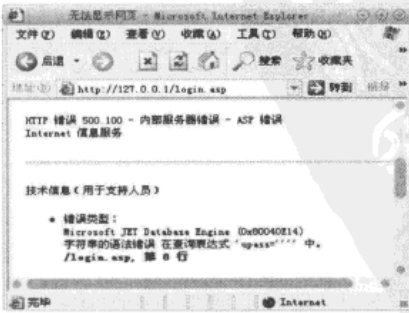 无法显示网页 - Microsoft Internet Explorer
文件(F) 编辑(E) 查看(V) 收藏(A) 工具(T) 帮助(H)
后退 搜索 收藏夹
地址(D) http://127.0.0.1/login.asp 转到 链接
HTTP 错误 500.100 - 内部服务器错误 - ASP 错误
Internet 信息服务
技术信息（用于支持人员）
• 错误类型：
Microsoft JET Database Engine (0x80040E14)
字符串的语法错误 在查询表达式 'upass='''' 中。
/login.asp, 第 8 行
完毕 Internet